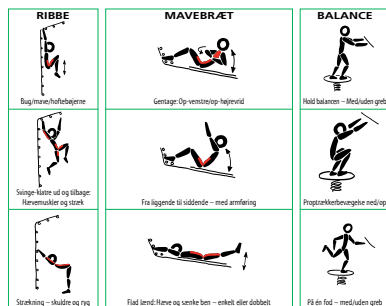 RIBBE
MAVEBRÆT
BALANCE
Bug/mave/hoftebøjerne
Gentage: Op-venstre/op-højrevrid
Hold balancen – Med/uden greb
Svinge-klatre ud og tilbage:
Hævemuskler og stræk
Fra liggende til siddende – med armføring
Proptrækkerbevægelse ned/op
Strækning – skuldre og ryg
Flad lænd: Hæve og sænke ben – enkelt eller dobbelt
På én fod – med/uden greb